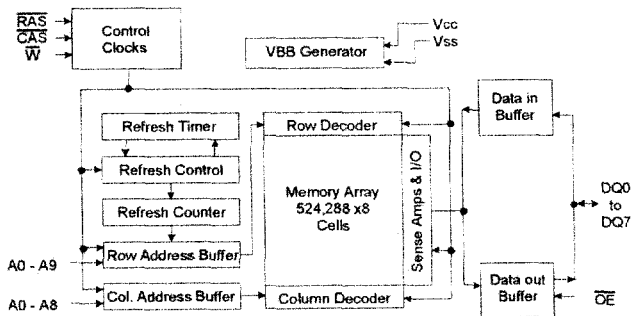 RAS
CAS
W
Control
Clocks
VBB Generator
Vcc
Vss
Data in
Buffer
Refresh Timer
Row Decoder
Refresh Control
Memory Array
524,288 x8
Cells
Sense Amps & I/O
DQ0
to
DQ7
Refresh Counter
Row Address Buffer
A0 - A9
Col. Address Buffer
A0 - A8
Column Decoder
Data out
Buffer
OE